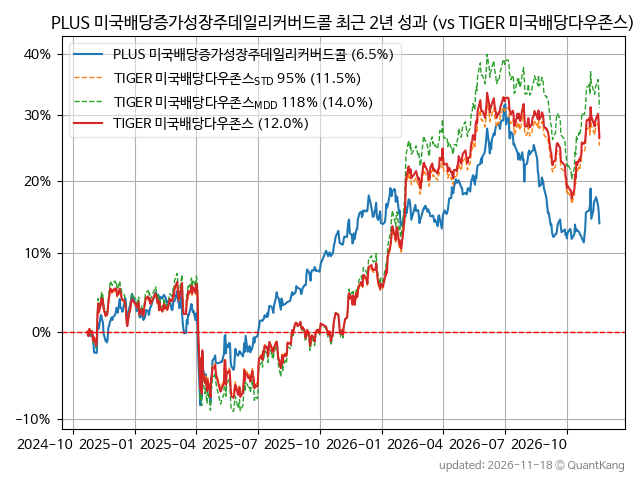 PLUS 미국배당증가성장주데일리커버드콜 최근 2년 성과 (vs TIGER 미국배당다우존스)
PLUS 미국배당증가성장주데일리커버드콜 (6.5%)
TIGER 미국배당다우존스STD 95% (11.5%)
TIGER 미국배당다우존스MDD 118% (14.0%)
TIGER 미국배당다우존스 (12.0%)
40%
30%
20%
10%
0%
−10%
2024-10 2025-01 2025-04 2025-07 2025-10 2026-01 2026-04 2026-07 2026-10
updated: 2026-11-18 © QuantKang